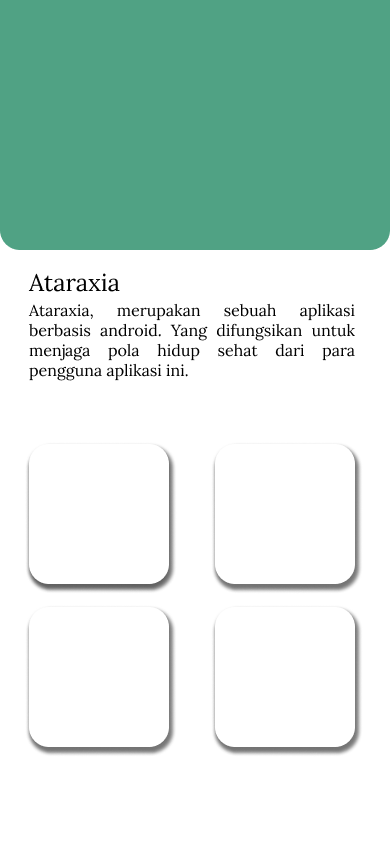 Ataraxia
Ataraxia, merupakan sebuah aplikasi
berbasis android. Yang difungsikan untuk
menjaga pola hidup sehat dari para
pengguna aplikasi ini.